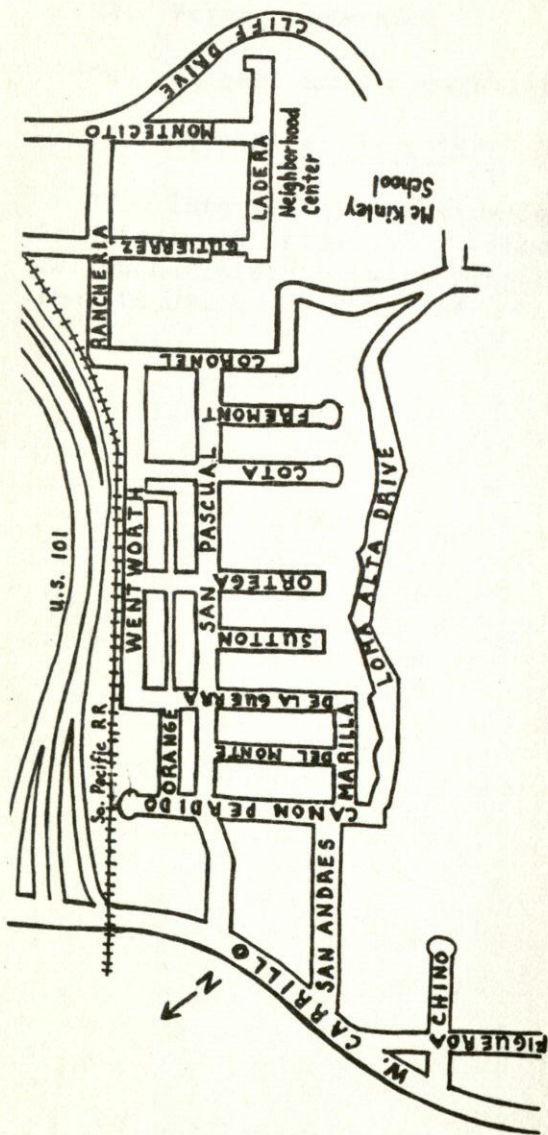 CLIFF DRIVE
MONTECITO
LADERA
Neighborhood
Center
GUTIERREZ
RANCHERIA
Mc Kinley
School
CORONEL
FREMONT
COTA
SAN PASCUAL
ORTEGA
SUTTON
WENTWORTH
U.S. 101
So. Pacific RR
LOMA ALTA DRIVE
DE LA GUERRA
ORANGE
DEL MONTE
MARILLA
CANON PERDIDO
SAN ANDRES
W. CARRILLO
N
CHINO
FIGUEROA